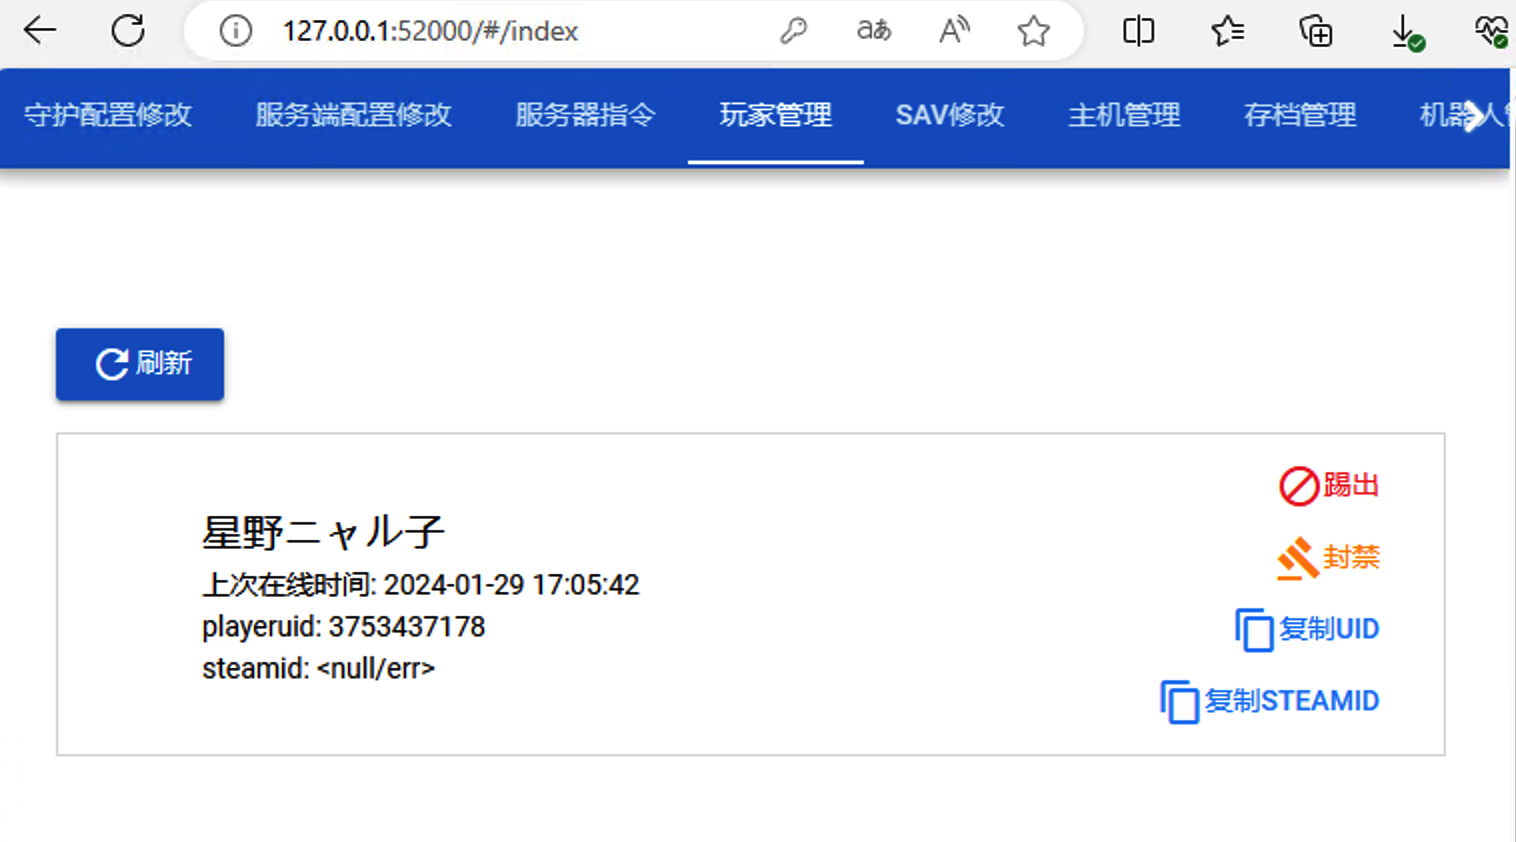 127.0.0.1:52000/#/index
aあ
守护配置修改 服务端配置修改 服务器指令 玩家管理 SAV修改 主机管理 存档管理 机器人
刷新
踢出
星野ニャル子
封禁
上次在线时间: 2024-01-29 17:05:42
playeruid: 3753437178
复制UID
steamid: <null/err>
复制STEAMID